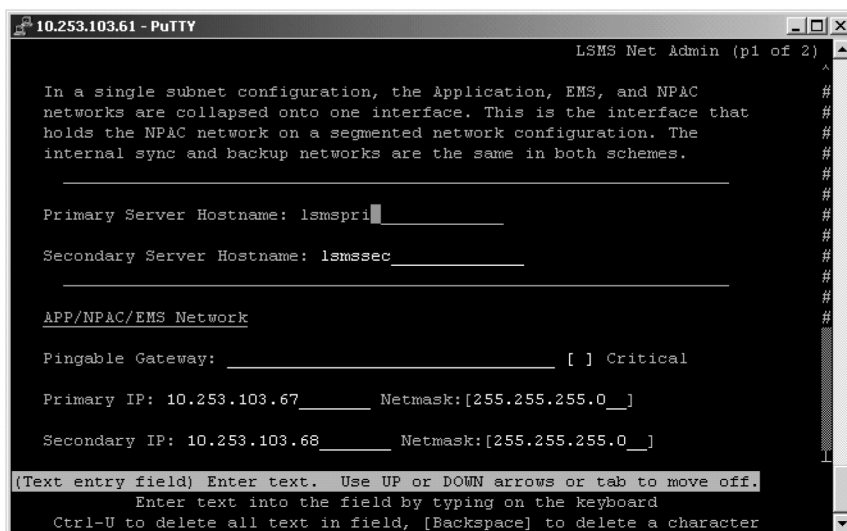 10.253.103.61 - PuTTY
LSMS Net Admin (p1 of 2)
In a single subnet configuration, the Application, EMS, and NPAC
networks are collapsed onto one interface. This is the interface that
holds the NPAC network on a segmented network configuration. The
internal sync and backup networks are the same in both schemes.
Primary Server Hostname: lsmspri
Secondary Server Hostname: lsmssec
APP/NPAC/EMS Network
Pingable Gateway: [ ] Critical
Primary IP: 10.253.103.67 Netmask:[255.255.255.0__]
Secondary IP: 10.253.103.68 Netmask:[255.255.255.0__]
(Text entry field) Enter text. Use UP or DOWN arrows or tab to move off.
Enter text into the field by typing on the keyboard
Ctrl-U to delete all text in field, [Backspace] to delete a character